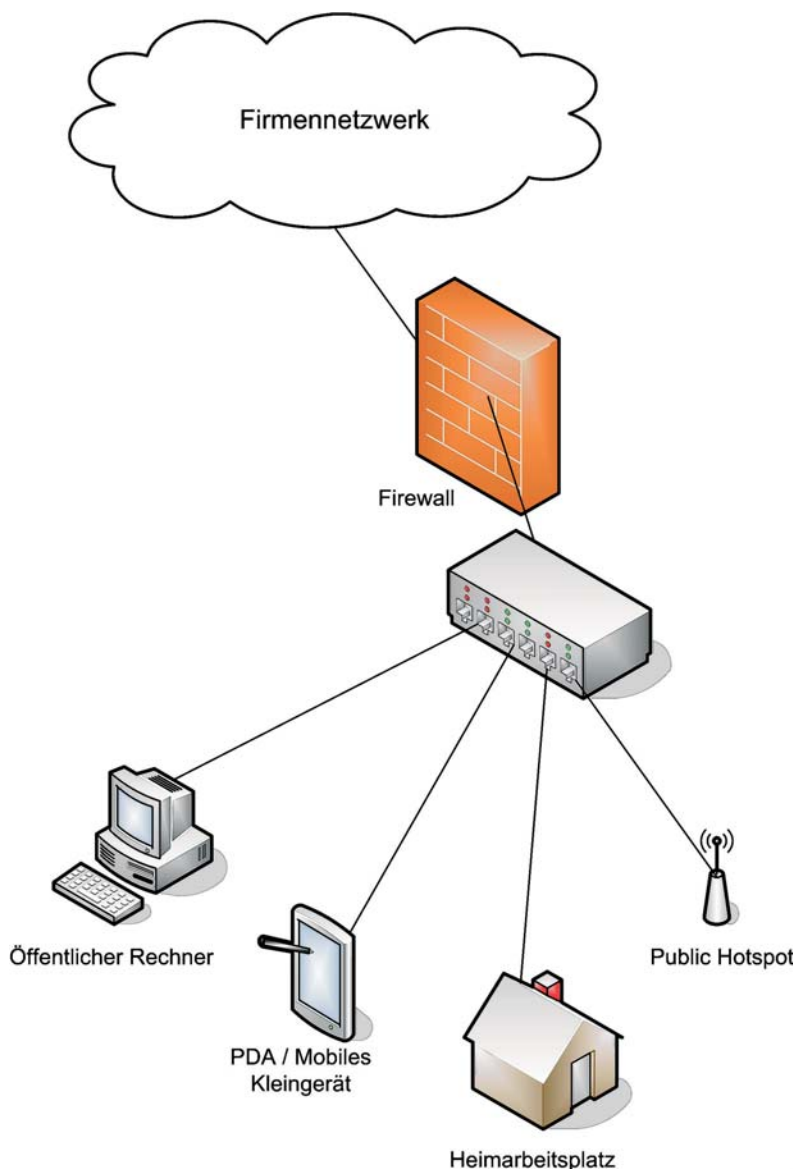 Firmennetzwerk
Firewall
Öffentlicher Rechner
Public Hotspot
PDA / Mobiles
Kleingerät
Heimarbeitsplatz